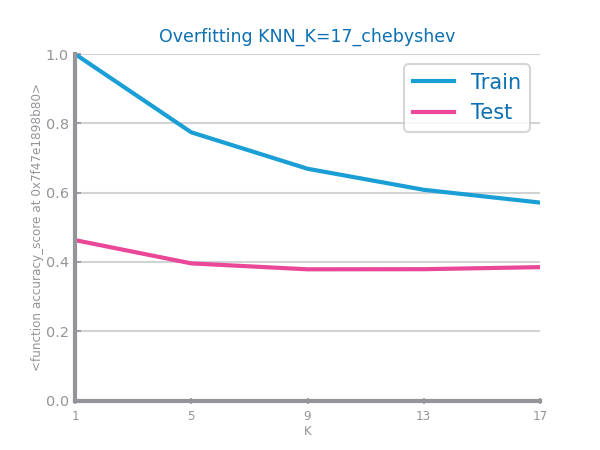 Overfitting KNN_K=17_chebyshev
<function accuracy_score at 0x7f47e1898b80>
1.0
0.8
0.6
0.4
0.2
0.0
Train
Test
1 5 9 13 17
K